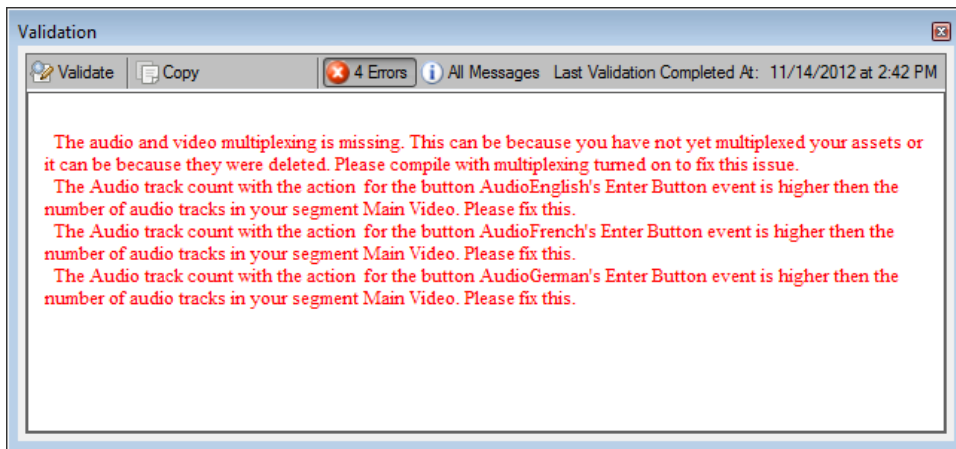 Validation
Validate Copy 4 Errors All Messages Last Validation Completed At: 11/14/2012 at 2:42 PM
The audio and video multiplexing is missing. This can be because you have not yet multiplexed your assets or
it can be because they were deleted. Please compile with multiplexing turned on to fix this issue.
The Audio track count with the action for the button AudioEnglish's Enter Button event is higher then the
number of audio tracks in your segment Main Video. Please fix this.
The Audio track count with the action for the button AudioFrench's Enter Button event is higher then the
number of audio tracks in your segment Main Video. Please fix this.
The Audio track count with the action for the button AudioGerman's Enter Button event is higher then the
number of audio tracks in your segment Main Video. Please fix this.